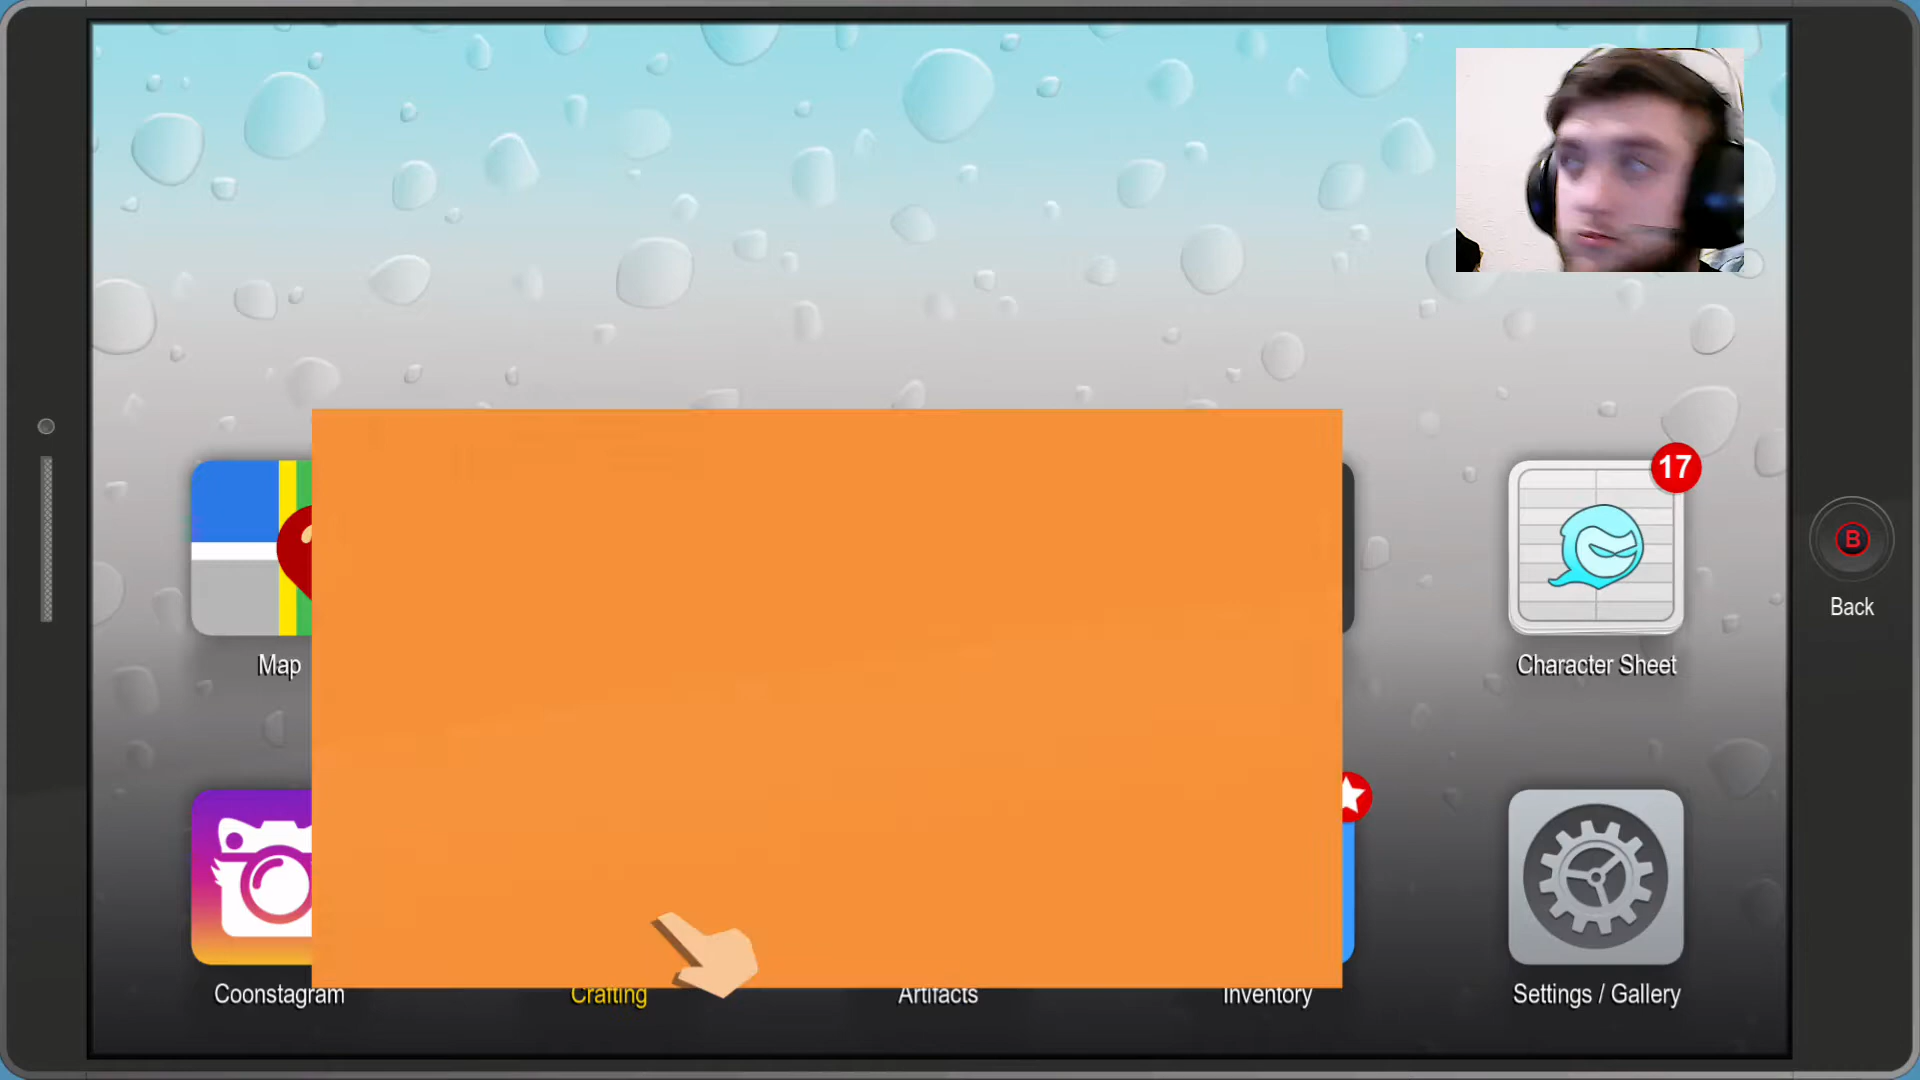 17
B
Back
Map
Character Sheet
Coonstagram
Crafting
Artifacts
Inventory
Settings / Gallery